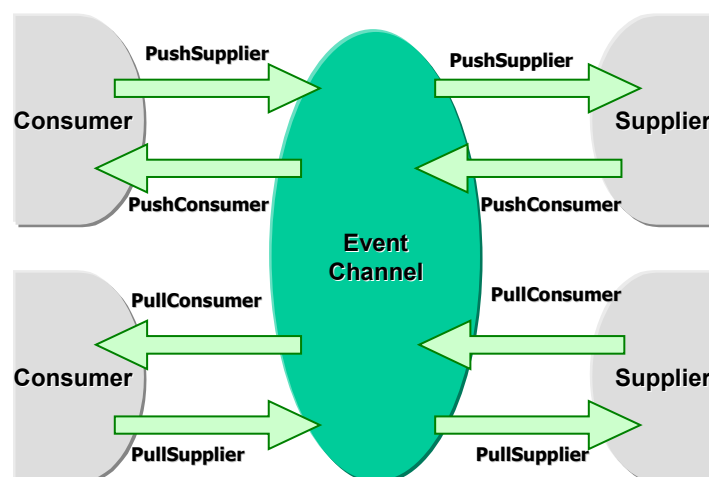 PushSupplier
PushSupplier
Consumer
Supplier
PushConsumer
PushConsumer
Event
Channel
PullConsumer
PullConsumer
Consumer
Supplier
PullSupplier
PullSupplier